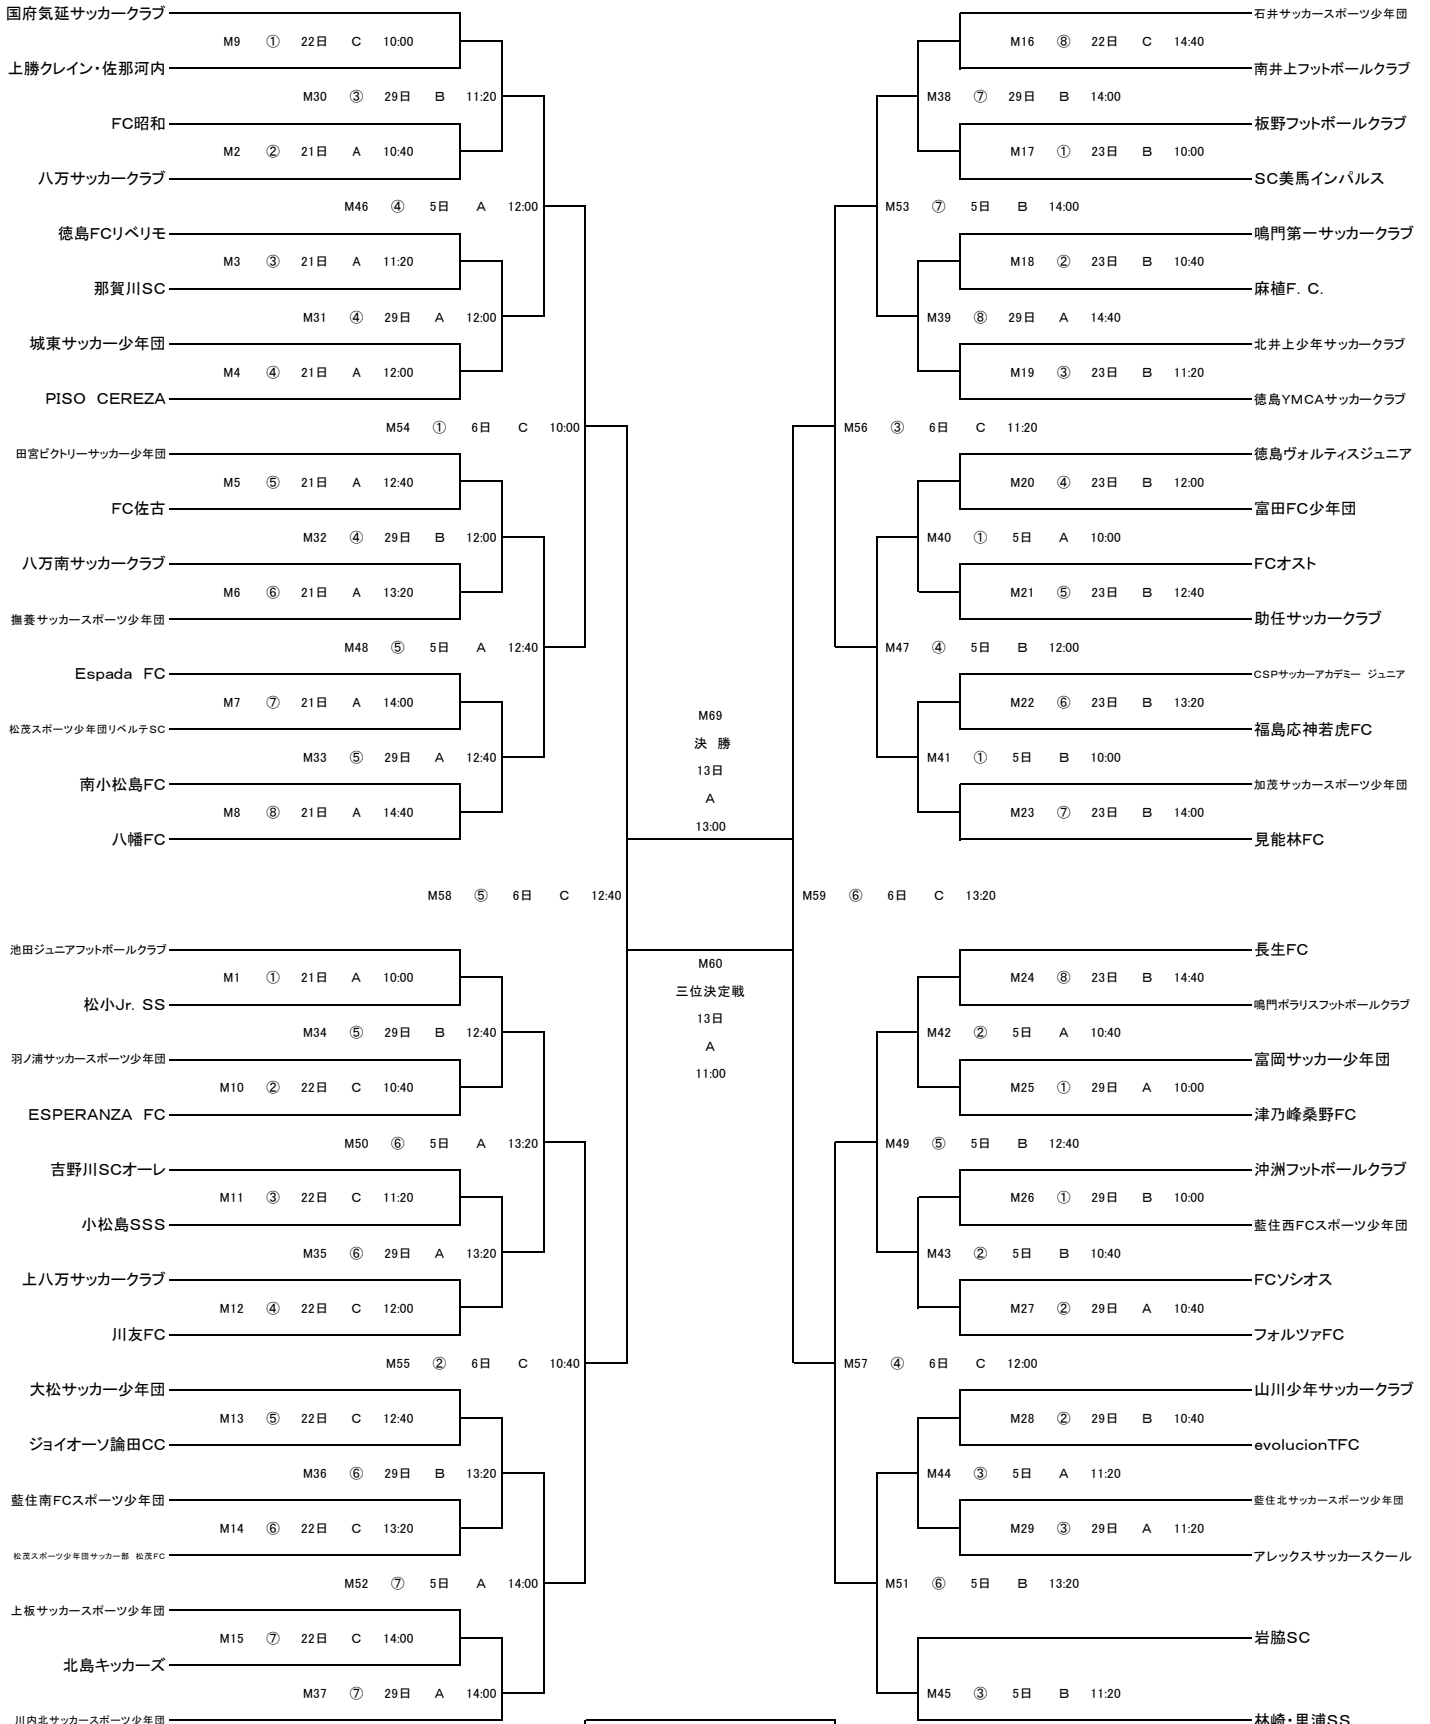 国府気延サッカークラブ
M9 ① 22日 C 10:00
上勝クレイン・佐那河内
M30 ③ 29日 B 11:20
FC昭和
M2 ② 21日 A 10:40
八万サッカークラブ
M46 ④ 5日 A 12:00
徳島FCリベリモ
M3 ③ 21日 A 11:20
那賀川SC
M31 ④ 29日 A 12:00
城東サッカー少年団
M4 ④ 21日 A 12:00
PISO CEREZA
M54 ① 6日 C 10:00
田宮ビクトリーサッカー少年団
M5 ⑤ 21日 A 12:40
FC佐古
M32 ④ 29日 B 12:00
八万南サッカークラブ
M6 ⑥ 21日 A 13:20
撫養サッカースポーツ少年団
M48 ⑤ 5日 A 12:40
Espada FC
M7 ⑦ 21日 A 14:00
松茂スポーツ少年団リベルテSC
M33 ⑤ 29日 A 12:40
南小松島FC
M8 ⑧ 21日 A 14:40
八幡FC
M58 ⑤ 6日 C 12:40
池田ジュニアフットボールクラブ
M1 ① 21日 A 10:00
松小Jr. SS
M34 ⑤ 29日 B 12:40
羽ノ浦サッカースポーツ少年団
M10 ② 22日 C 10:40
ESPERANZA FC
M50 ⑥ 5日 A 13:20
吉野川SCオーレ
M11 ③ 22日 C 11:20
小松島SSS
M35 ⑥ 29日 A 13:20
上八万サッカークラブ
M12 ④ 22日 C 12:00
川友FC
M55 ② 6日 C 10:40
大松サッカー少年団
M13 ⑤ 22日 C 12:40
ジョイオーソ論田CC
M36 ⑥ 29日 B 13:20
藍住南FCスポーツ少年団
M14 ⑥ 22日 C 13:20
松茂スポーツ少年団サッカー部 松茂FC
M52 ⑦ 5日 A 14:00
上板サッカースポーツ少年団
M15 ⑦ 22日 C 14:00
北島キッカーズ
M37 ⑦ 29日 A 14:00
川内北サッカースポーツ少年団
M69
決 勝
13日
A
13:00
M60
三位決定戦
13日
A
11:00
石井サッカースポーツ少年団
M16 ⑧ 22日 C 14:40
南井上フットボールクラブ
M38 ⑦ 29日 B 14:00
板野フットボールクラブ
M17 ① 23日 B 10:00
SC美馬インパルス
M53 ⑦ 5日 B 14:00
鳴門第一サッカークラブ
M18 ② 23日 B 10:40
麻植F. C.
M39 ⑧ 29日 A 14:40
北井上少年サッカークラブ
M19 ③ 23日 B 11:20
徳島YMCAサッカークラブ
M56 ③ 6日 C 11:20
徳島ヴォルティスジュニア
M20 ④ 23日 B 12:00
富田FC少年団
M40 ① 5日 A 10:00
FCオスト
M21 ⑤ 23日 B 12:40
助任サッカークラブ
M47 ④ 5日 B 12:00
CSPサッカーアカデミー ジュニア
M22 ⑥ 23日 B 13:20
福島応神若虎FC
M41 ① 5日 B 10:00
加茂サッカースポーツ少年団
M23 ⑦ 23日 B 14:00
見能林FC
M59 ⑥ 6日 C 13:20
長生FC
M24 ⑧ 23日 B 14:40
鳴門ポラリスフットボールクラブ
M42 ② 5日 A 10:40
富岡サッカー少年団
M25 ① 29日 A 10:00
津乃峰桑野FC
M49 ⑤ 5日 B 12:40
沖洲フットボールクラブ
M26 ① 29日 B 10:00
藍住西FCスポーツ少年団
M43 ② 5日 B 10:40
FCソシオス
M27 ② 29日 A 10:40
フォルツァFC
M57 ④ 6日 C 12:00
山川少年サッカークラブ
M28 ② 29日 B 10:40
evolucionTFC
M44 ③ 5日 A 11:20
藍住北サッカースポーツ少年団
M29 ③ 29日 A 11:20
アレックスサッカースクール
M51 ⑥ 5日 B 13:20
岩脇SC
M45 ③ 5日 B 11:20
林崎・里浦SS